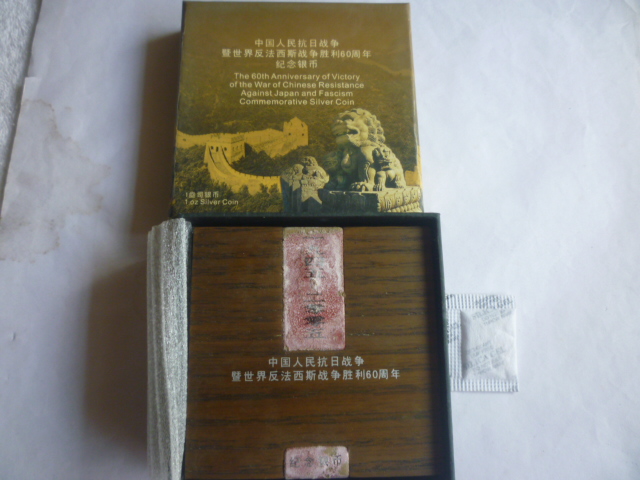 中国人民抗日战争
暨世界反法西斯战争胜利60周年
紀念银币
The 60th Anniversary of Victory
of the War of Chinese Resistance
Against Japan and Fascism
Commemorative Silver Coin
1盎司银币
1 oz Silver Coin
中国人民抗日战争
暨世界反法西斯战争胜利60周年